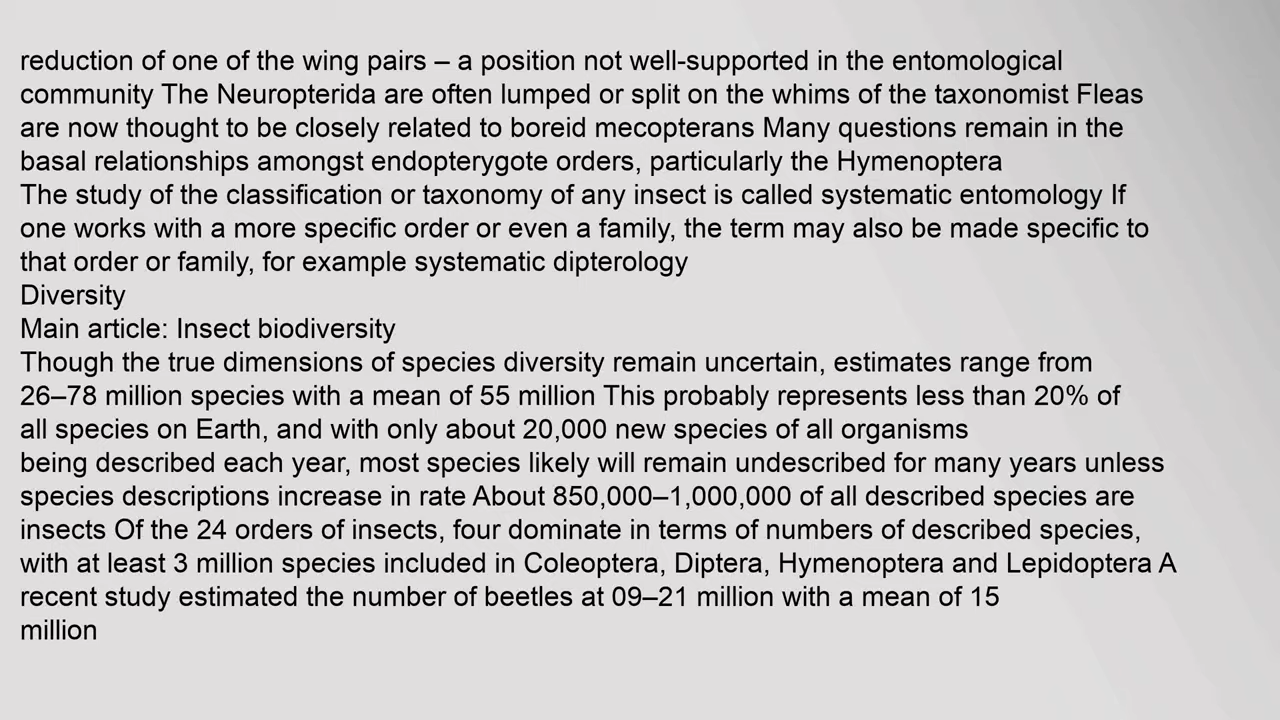 reduction of one of the wing pairs – a position not well-supported in the entomological
community The Neuropterida are often lumped or split on the whims of the taxonomist Fleas
are now thought to be closely related to boreid mecopterans Many questions remain in the
basal relationships amongst endopterygote orders, particularly the Hymenoptera
The study of the classification or taxonomy of any insect is called systematic entomology If
one works with a more specific order or even a family, the term may also be made specific to
that order or family, for example systematic dipterology
Diversity
Main article: Insect biodiversity
Though the true dimensions of species diversity remain uncertain, estimates range from
26–78 million species with a mean of 55 million This probably represents less than 20% of
all species on Earth, and with only about 20,000 new species of all organisms
being described each year, most species likely will remain undescribed for many years unless
species descriptions increase in rate About 850,000–1,000,000 of all described species are
insects Of the 24 orders of insects, four dominate in terms of numbers of described species,
with at least 3 million species included in Coleoptera, Diptera, Hymenoptera and Lepidoptera A
recent study estimated the number of beetles at 09–21 million with a mean of 15
million